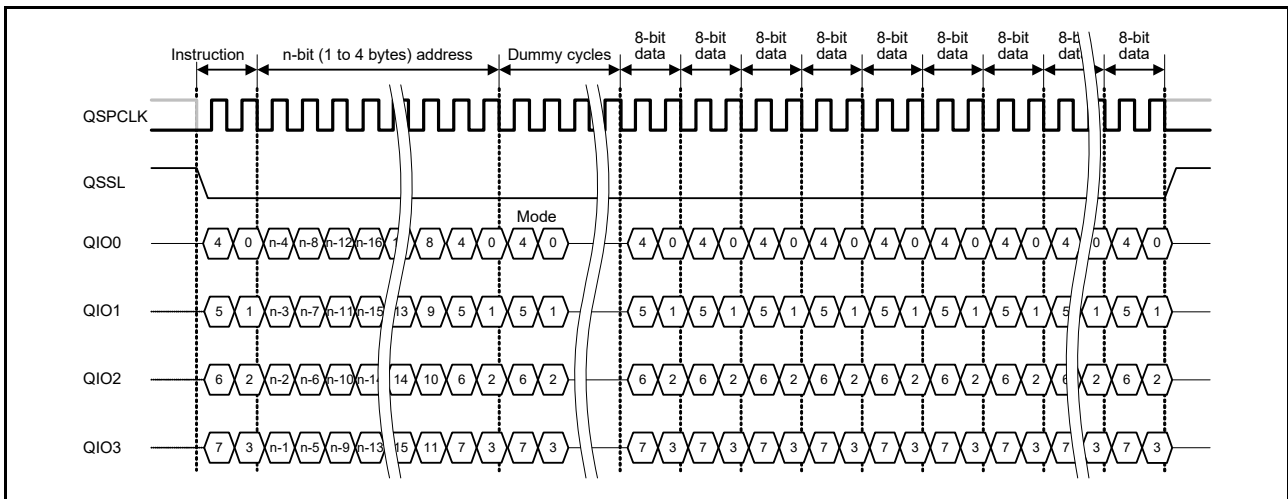 8-bit 8-bit 8-bit 8-bit 8-bit 8-bit 8-bit 8-bit
Instruction n-bit (1 to 4 bytes) address Dummy cycles data data data data data data data data
QSPCLK
QSSL
Mode
QIO0 4 0 n-4 n-8 n-12 n-16 8 4 0 4 0 4 0 4 0 4 0 4 0 4 0 4 0 4 0 4 0 4 0
QIO1 5 1 n-3 n-7 n-11 n-15 13 9 5 1 5 1 5 1 5 1 5 1 5 1 5 1 5 1 5 1 5 1 5 1
QIO2 6 2 n-2 n-6 n-10 n-14 14 10 6 2 6 2 6 2 6 2 6 2 6 2 6 2 6 2 6 2 6 2 6 2
QIO3 7 3 n-1 n-5 n-9 n-13 15 11 7 3 7 3 7 3 7 3 7 3 7 3 7 3 7 3 7 3 7 3 7 3